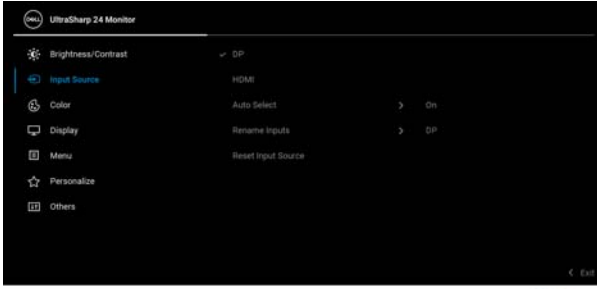 DELL UltraSharp 24 Monitor
Brightness/Contrast ✓ DP
Input Source HDMI
Color Auto Select > On
Display Rename Inputs > DP
Menu Reset Input Source
Personalize
Others
< Exit